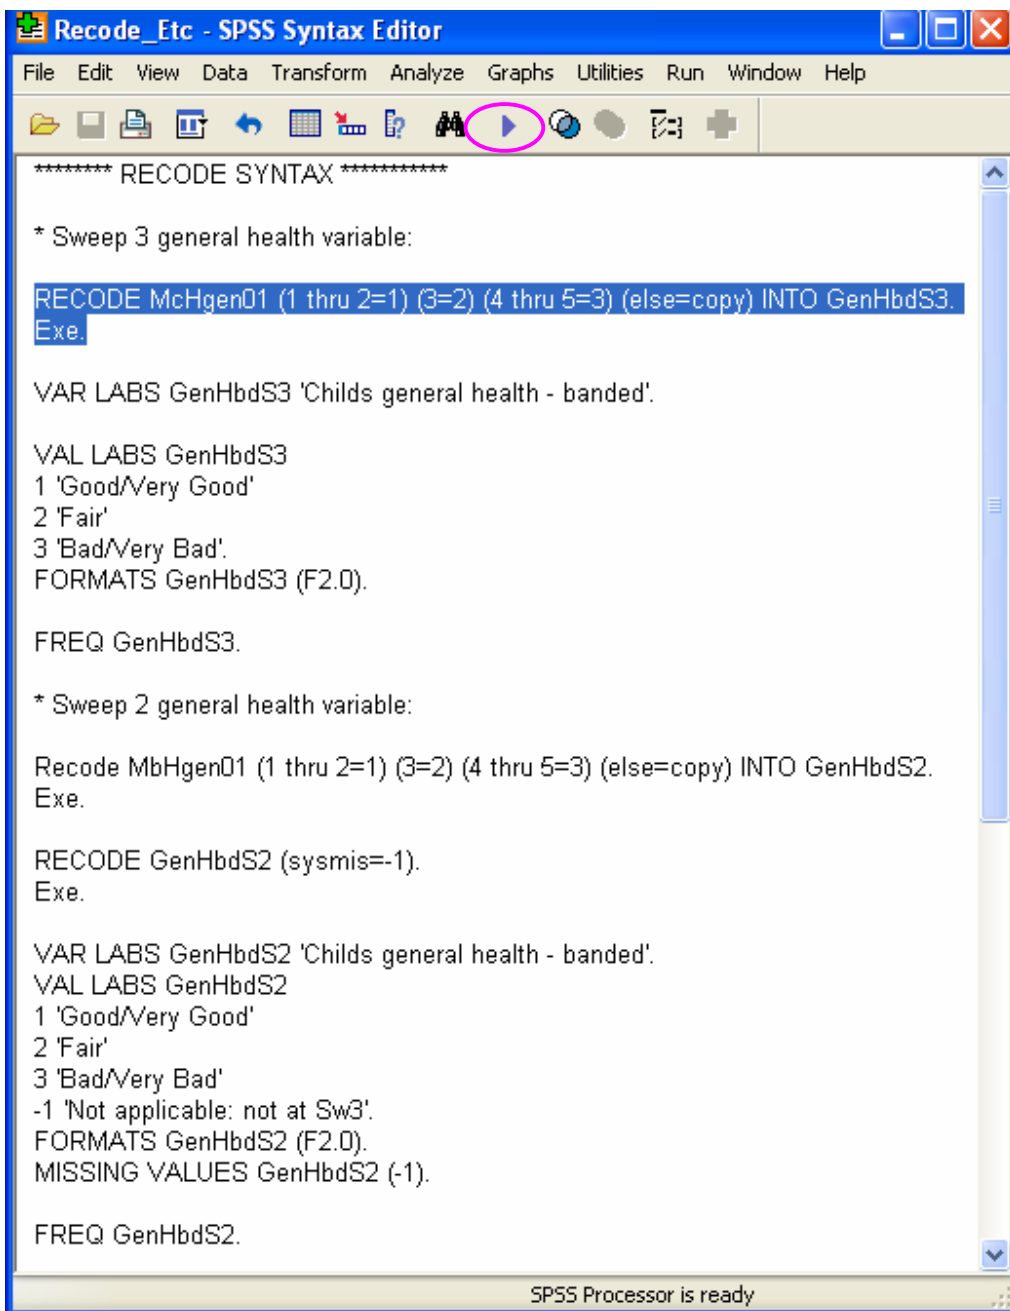 Recode_Etc - SPSS Syntax Editor
File Edit View Data Transform Analyze Graphs Utilities Run Window Help
******** RECODE SYNTAX ***********
* Sweep 3 general health variable:
RECODE McHgen01 (1 thru 2=1) (3=2) (4 thru 5=3) (else=copy) INTO GenHbdS3.
Exe.
VAR LABS GenHbdS3 'Childs general health - banded'.
VAL LABS GenHbdS3
1 'Good/Very Good'
2 'Fair'
3 'Bad/Very Bad'.
FORMATS GenHbdS3 (F2.0).
FREQ GenHbdS3.
* Sweep 2 general health variable:
Recode MbHgen01 (1 thru 2=1) (3=2) (4 thru 5=3) (else=copy) INTO GenHbdS2.
Exe.
RECODE GenHbdS2 (sysmis=-1).
Exe.
VAR LABS GenHbdS2 'Childs general health - banded'.
VAL LABS GenHbdS2
1 'Good/Very Good'
2 'Fair'
3 'Bad/Very Bad'
-1 'Not applicable: not at Sw3'.
FORMATS GenHbdS2 (F2.0).
MISSING VALUES GenHbdS2 (-1).
FREQ GenHbdS2.
SPSS Processor is ready